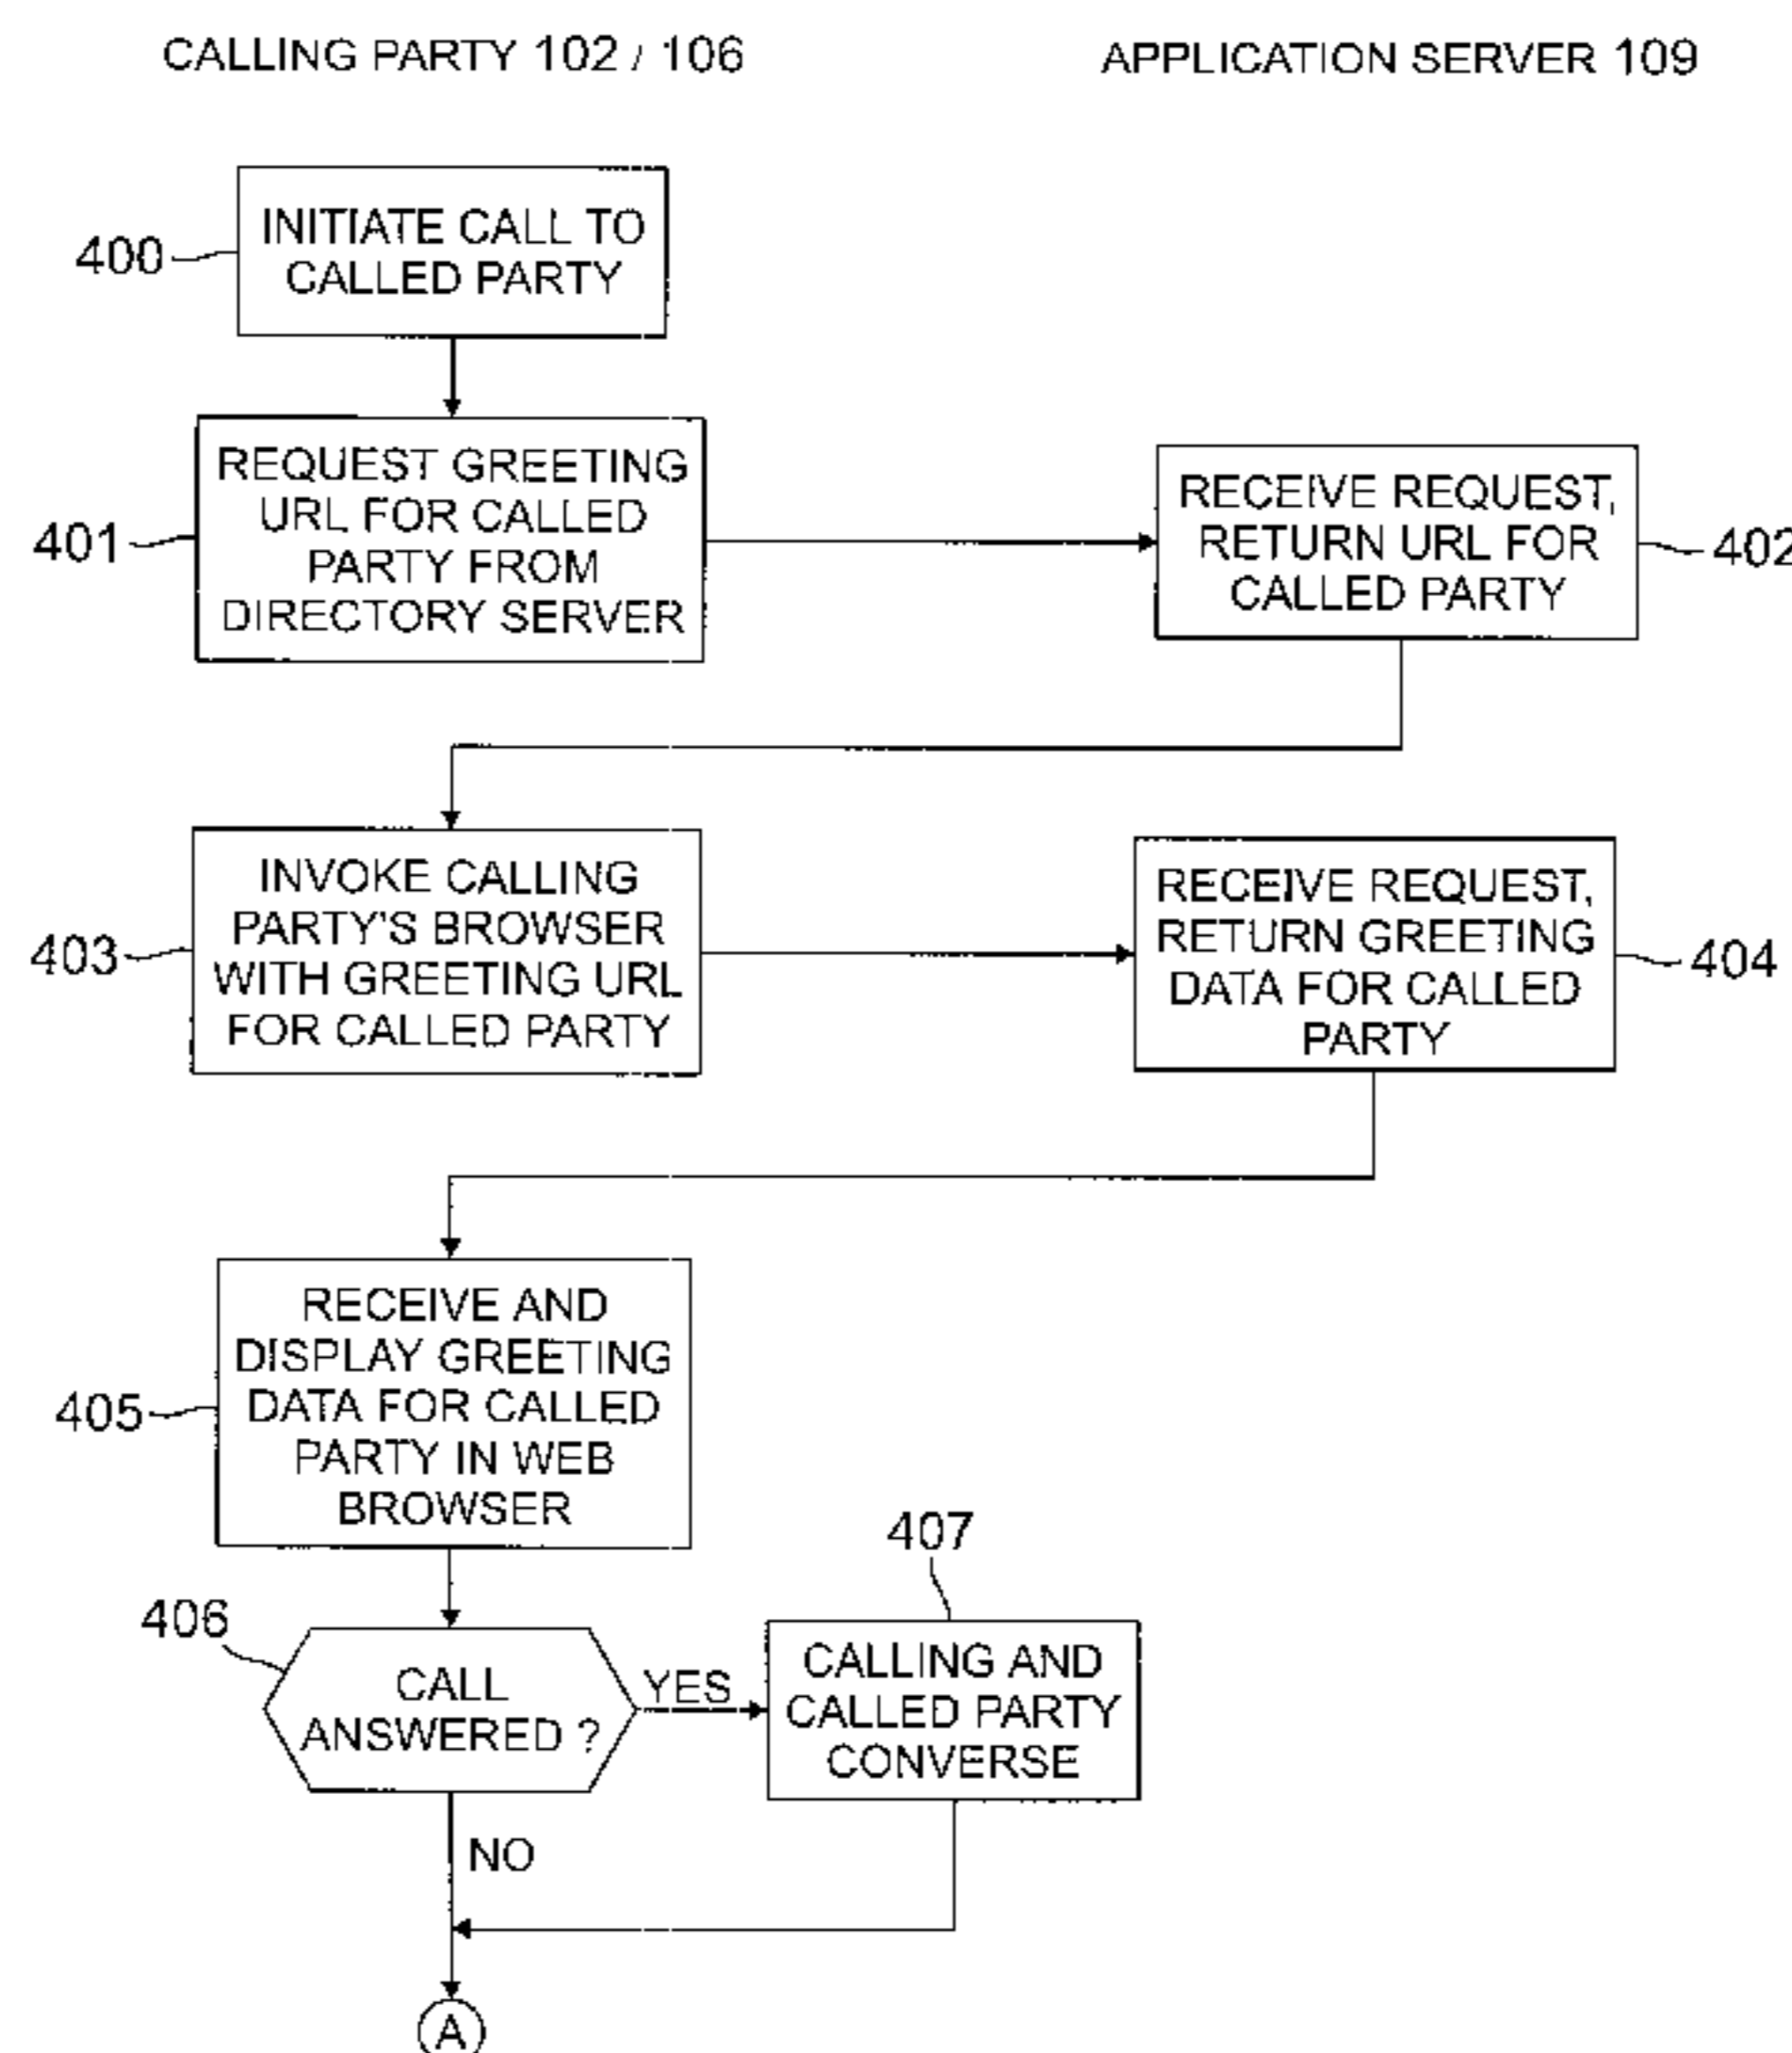 CALLING PARTY 102 / 106
APPLICATION SERVER 109
400
INITIATE CALL TO
CALLED PARTY
401
REQUEST GREETING
URL FOR CALLED
PARTY FROM
DIRECTORY SERVER
RECEIVE REQUEST,
RETURN URL FOR
CALLED PARTY
402
403
INVOKE CALLING
PARTY'S BROWSER
WITH GREETING URL
FOR CALLED PARTY
RECEIVE REQUEST,
RETURN GREETING
DATA FOR CALLED
PARTY
404
405
RECEIVE AND
DISPLAY GREETING
DATA FOR CALLED
PARTY IN WEB
BROWSER
406
CALL
ANSWERED ?
YES
407
CALLING AND
CALLED PARTY
CONVERSE
NO
A